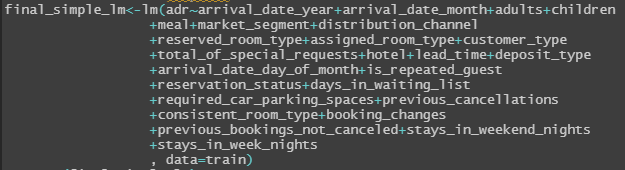 final_simple_lm<-lm(adr~arrival_date_year+arrival_date_month+adults+children
+meal+market_segment+distribution_channel
+reserved_room_type+assigned_room_type+customer_type
+total_of_special_requests+hotel+lead_time+deposit_type
+arrival_date_day_of_month+is_repeated_guest
+reservation_status+days_in_waiting_list
+required_car_parking_spaces+previous_cancellations
+consistent_room_type+booking_changes
+previous_bookings_not_canceled+stays_in_weekend_nights
+stays_in_week_nights
, data=train)